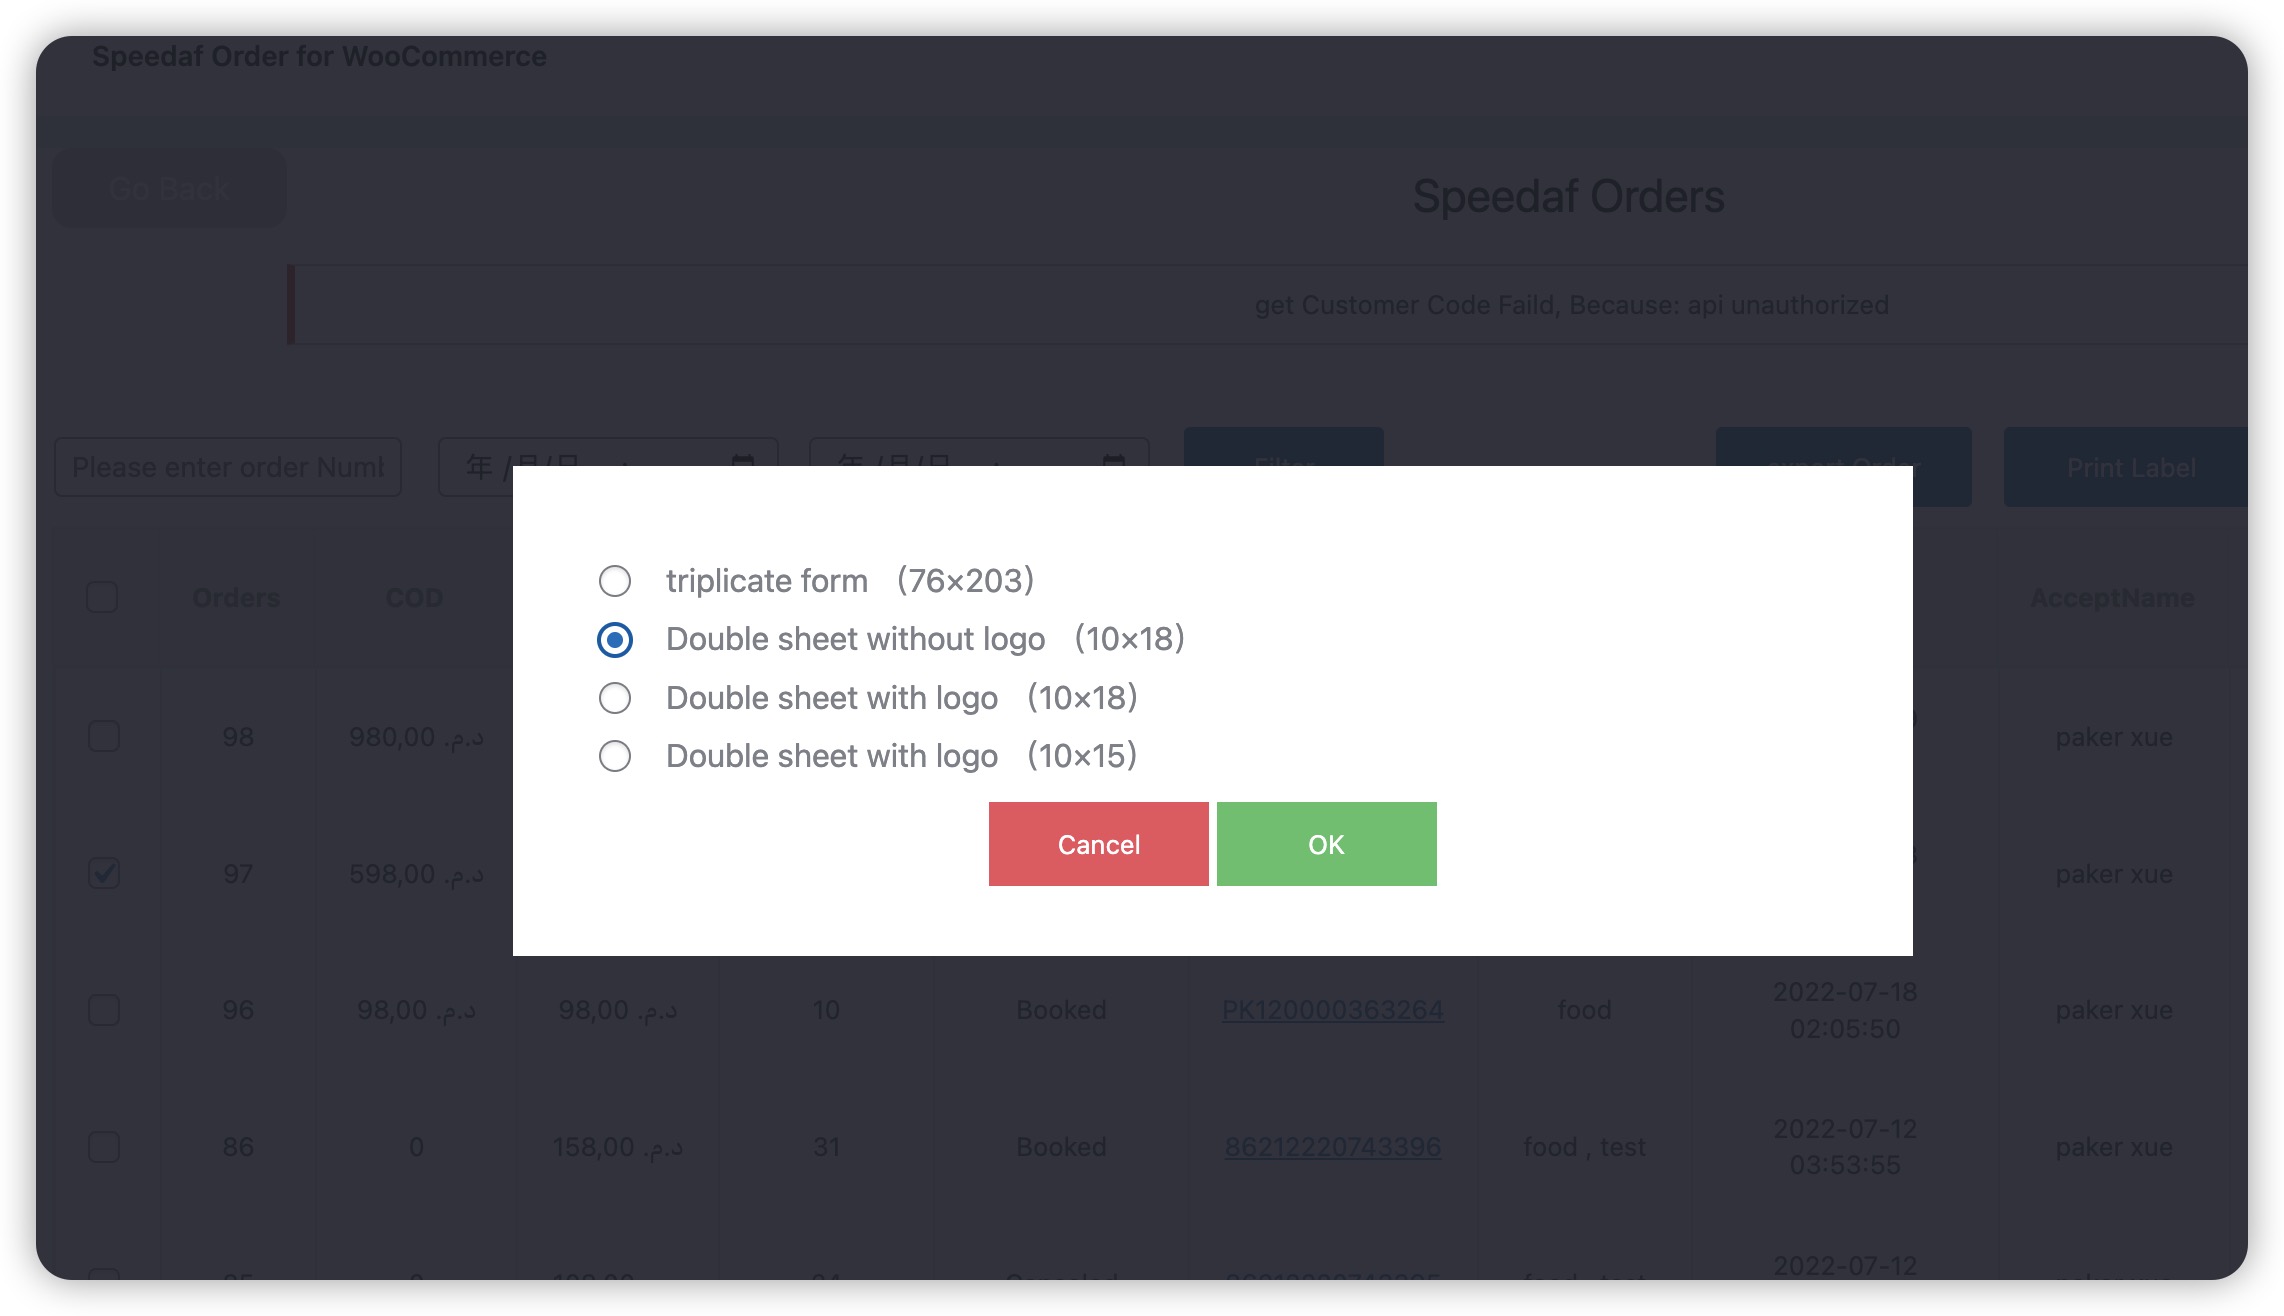 Speedaf Order for WooCommerce
Go Back
Speedaf Orders
get Customer Code Faild, Because: api unauthorized
Please enter order Numb
年 /月/日
年 /月/日
Filter
export Order
Print Label
triplicate form （76×203）
Double sheet without logo （10×18）
Double sheet with logo （10×18）
Double sheet with logo （10×15）
Cancel
OK
Orders COD AcceptName
98 980,00 د.م. paker xue
97 598,00 د.م. paker xue
96 98,00 د.م. 98,00 د.م. 10 Booked PK120000363264 food 2022-07-18
02:05:50 paker xue
86 0 158,00 د.م. 31 Booked 86212220743396 food , test 2022-07-12
03:53:55 paker xue
2022-07-12